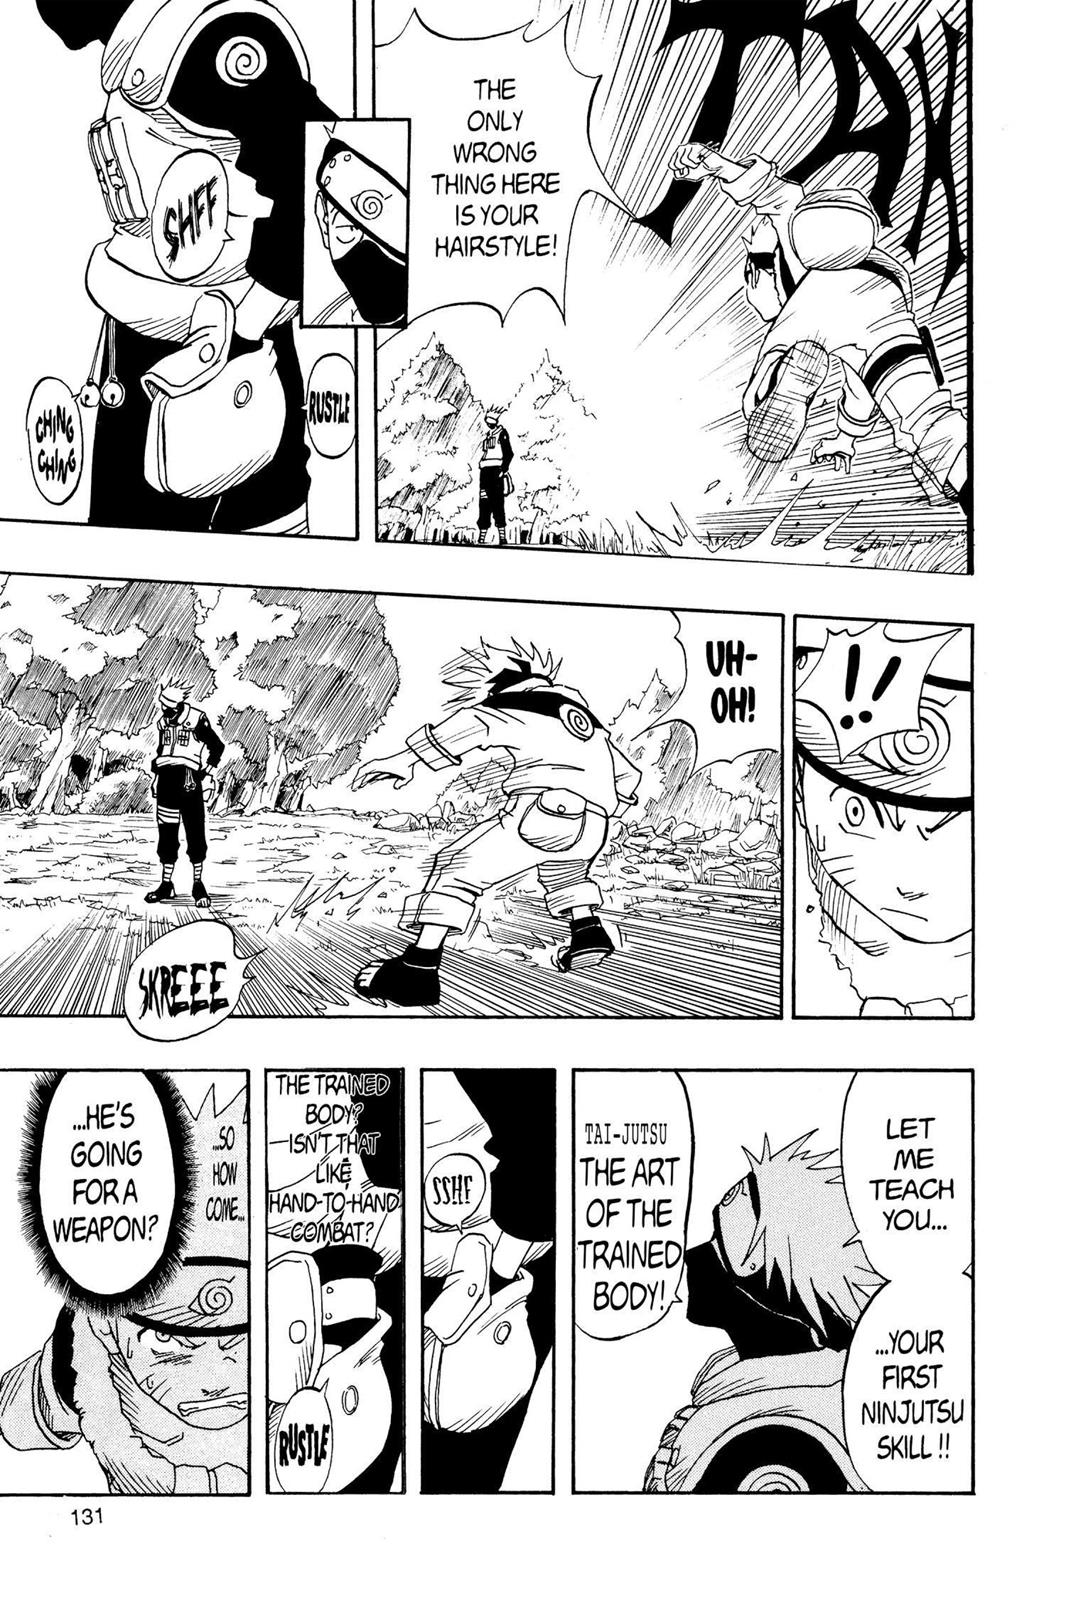 TAX
THE
ONLY
WRONG
THING HERE
IS YOUR
HAIRSTYLE!
SHFF
RUSTLE
CHING
CHING
!!
UH-
OH!
SKREEE
LET
ME
TEACH
YOU...
...YOUR
FIRST
NINJUTSU
SKILL!!
TAI-JUTSU
THE ART
OF THE
TRAINED
BODY!
SSHF
THE TRAINED
BODY?
ISN'T THAT
LIKE
HAND-TO-HAND
COMBAT?
RUSTLE
...SO
HOW
COME...
...HE'S
GOING
FOR A
WEAPON?
131